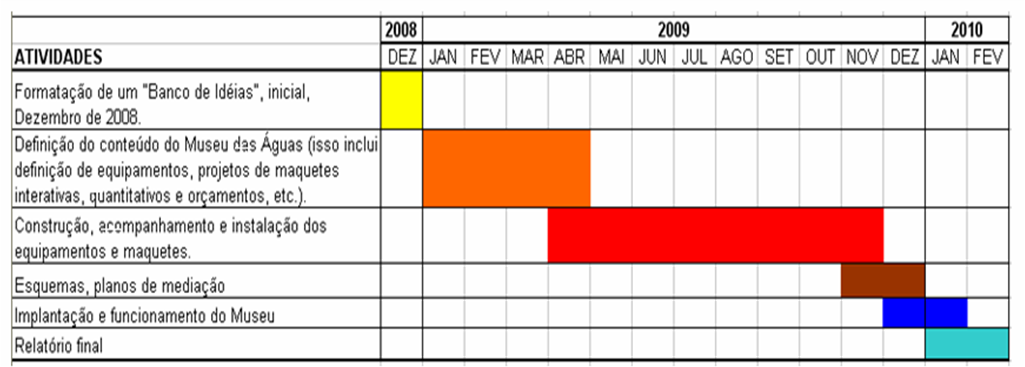 2008 2009 2010
ATIVIDADES DEZ JAN FEV MAR ABR MAI JUN JUL AGO SET OUT NOV DEZ JAN FEV
Formatação de um "Banco de Idéias", inicial,
Dezembro de 2008.
Definição do conteúdo do Museu das Águas (isso inclui
definição de equipamentos, projetos de maquetes
interativas, quantitativos e orçamentos, etc.).
Construção, acompanhamento e instalação dos
equipamentos e maquetes.
Esquemas, planos de mediação
Implantação e funcionamento do Museu
Relatório final